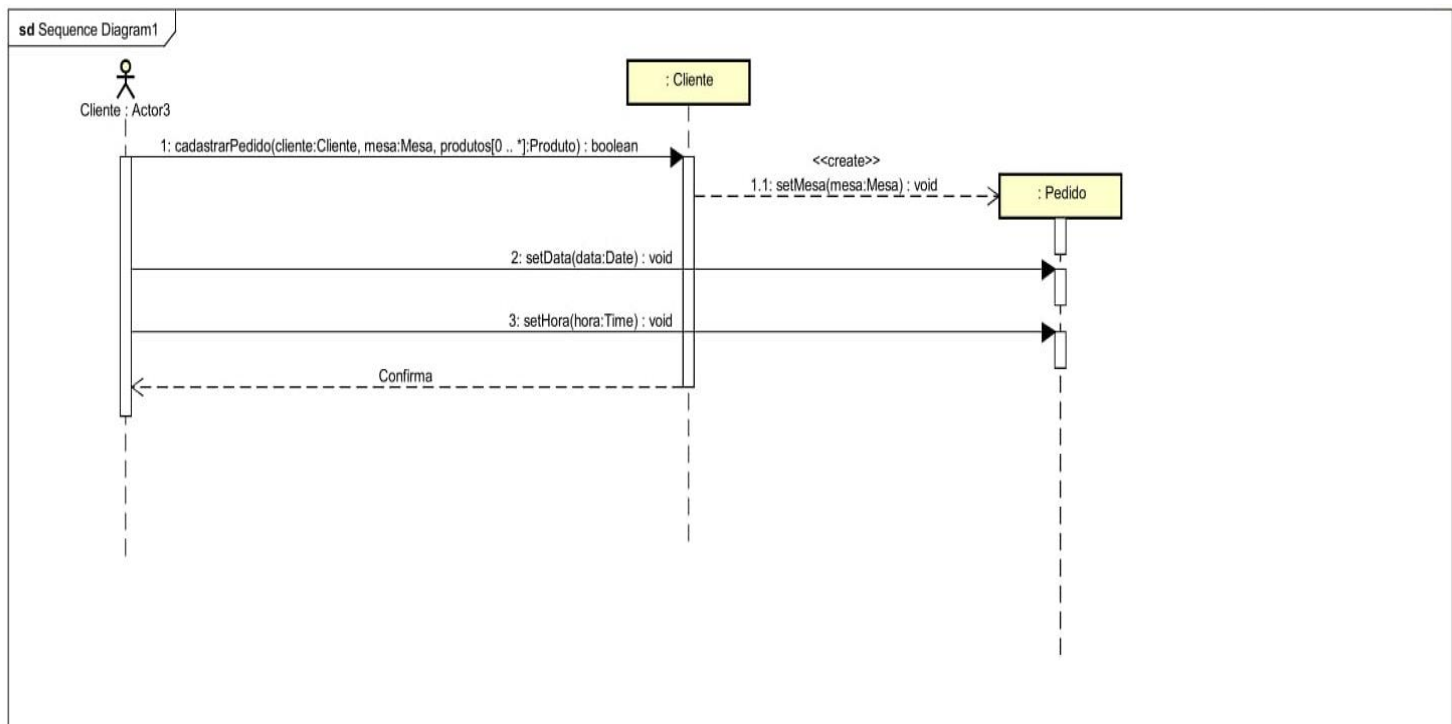 sd Sequence Diagram1
Cliente : Actor3
: Cliente
1: cadastrarPedido(cliente:Cliente, mesa:Mesa, produtos[0 .. *]:Produto) : boolean
<<create>>
1.1: setMesa(mesa:Mesa) : void
: Pedido
2: setData(data:Date) : void
3: setHora(hora:Time) : void
Confirma